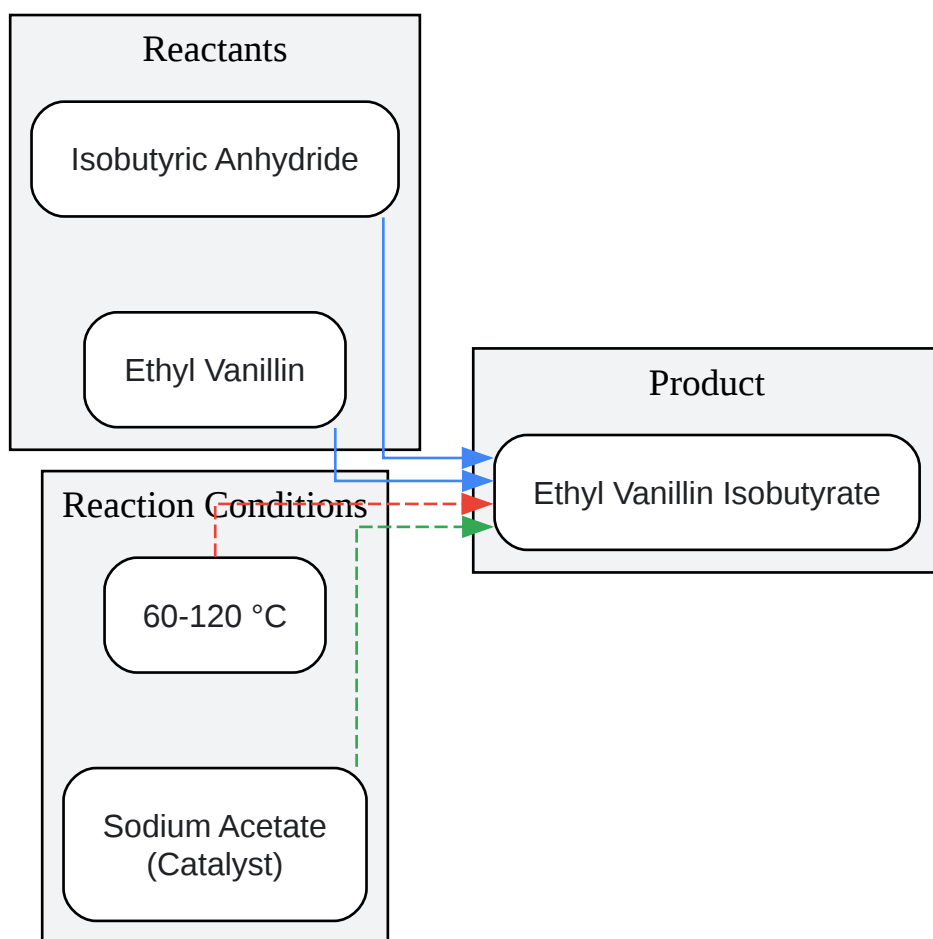 Reactants
Isobutyric Anhydride
Ethyl Vanillin
Product
Ethyl Vanillin Isobutyrate
Reaction Conditions
60-120 °C
Sodium Acetate
(Catalyst)